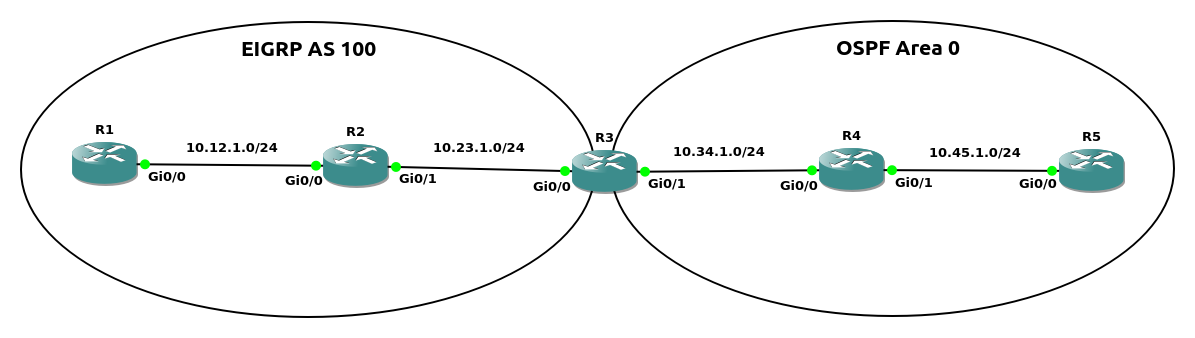 EIGRP AS 100
OSPF Area 0
R1
10.12.1.0/24
R2
10.23.1.0/24
R3
10.34.1.0/24
R4
10.45.1.0/24
R5
Gi0/0
Gi0/0
Gi0/1
Gi0/0
Gi0/1
Gi0/0
Gi0/1
Gi0/0